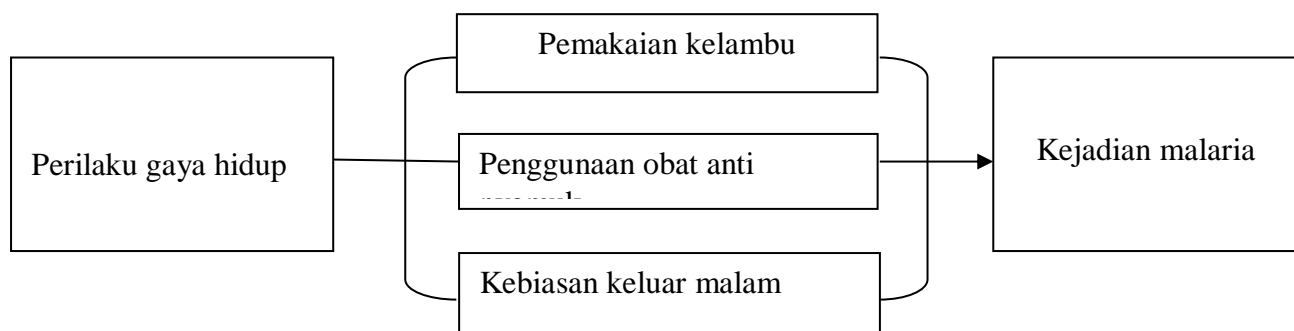 Pemakaian kelambu
Perilaku gaya hidup
Penggunaan obat anti
Kejadian malaria
Kebiasan keluar malam